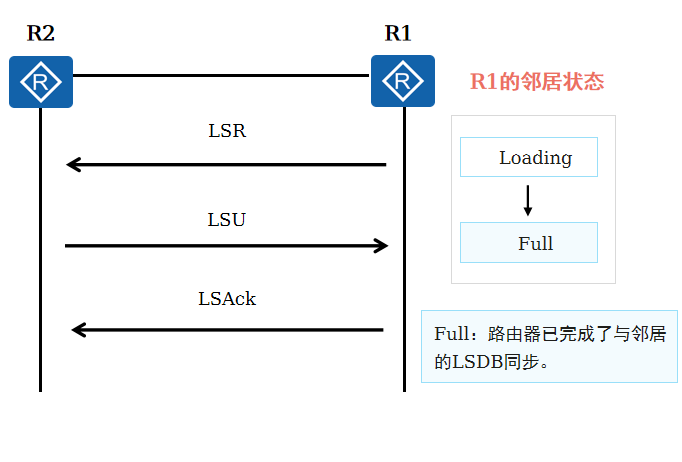 R2
R1
R
R
R1的邻居状态
LSR
Loading
LSU
Full
LSAck
Full：路由器已完成了与邻居
的LSDB同步。